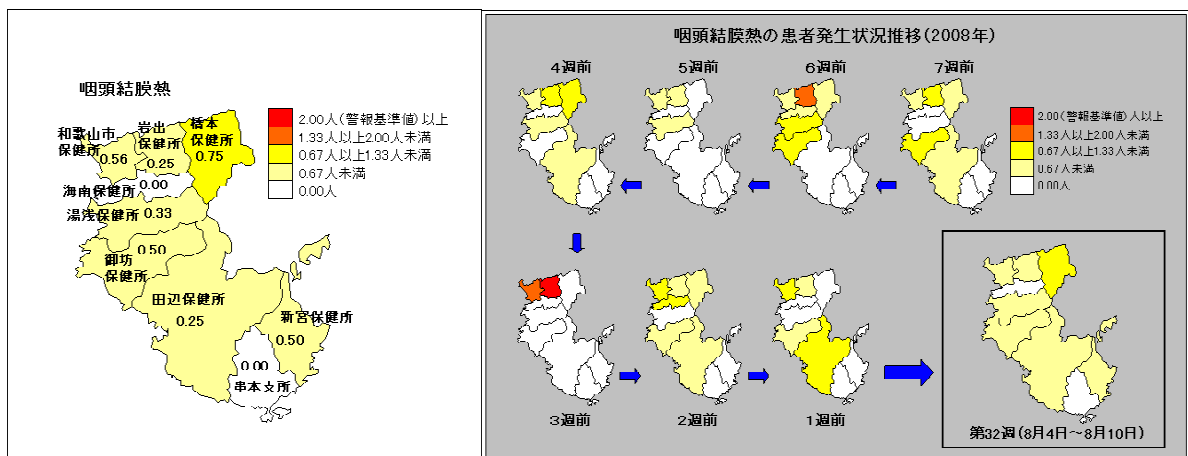 咽頭結膜熱
2.00人(警報基準値)以上
1.33人以上2.00人未満
0.67人以上1.33人未満
0.67人未満
0.00人
和歌山市
保健所
0.56
岩出
保健所
0.25
橋本
保健所
0.75
0.00
海南保健所
湯浅保健所
0.33
0.50
御坊
保健所
田辺保健所
0.25
新宮保健所
0.50
0.00
串本支所
咽頭結膜熱の患者発生状況推移(2008年)
4週前
5週前
6週前
7週前
2.00(警報基準値)人以上
1.33人以上2.00人未満
0.67人以上1.33人未満
0.67人未満
0.00人
3週前
2週前
1週前
第32週(8月4日～8月10日)